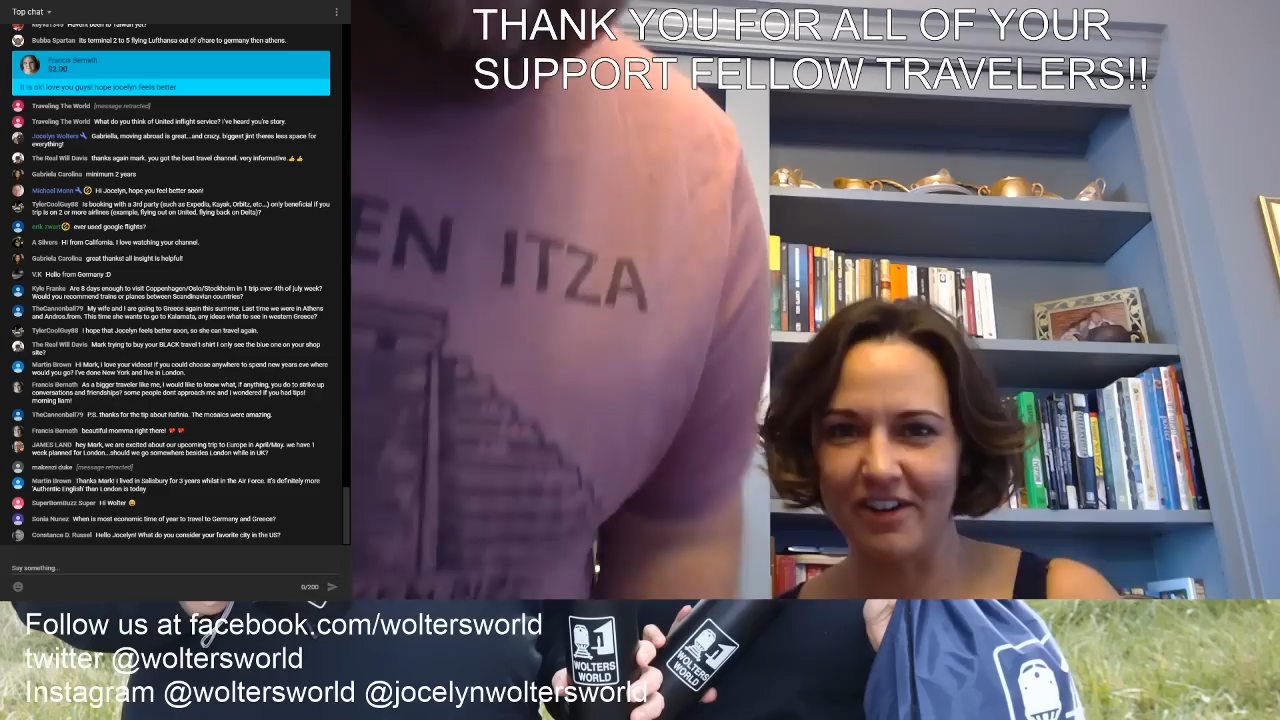 Top chat
Bubba Spartan Its terminal 2 to 5 flying Lufthansa out of o'hare to germany then athens.
Francis Bernath
$2.00
it is ok! love you guys! hope jocelyn feels better
Traveling The World [message retracted]
Traveling The World What do you think of United inflight service? I've heard you're story.
Jocelyn Wolters Gabriella, moving abroad is great...and crazy. biggest jint theres less space for
everything!
The Real Will Davis thanks again mark. you got the best travel channel. very informative.👍👍
Gabriela Carolina minimum 2 years
Michael Monn Hi Jocelyn, hope you feel better soon!
TylerCoolGuy88 Is booking with a 3rd party (such as Expedia, Kayak, Orbitz, etc...) only beneficial if you
trip is on 2 or more airlines (example, flying out on United, flying back on Delta)?
erik zwart ever used google flights?
A Silvers Hi from California. I love watching your channel.
Gabriela Carolina great thanks! all insight is helpful!
V.K Hello from Germany :D
Kyle Franke Are 8 days enough to visit Coppenhagen/Oslo/Stockholm in 1 trip over 4th of july week?
Would you recommend trains or planes between Scandinavian countries?
TheCannonball79 My wife and I are going to Greece again this summer. Last time we were in Athens
and Andros.from. This time she wants to go to Kalamata, any ideas what to see in western Greece?
TylerCoolGuy88 I hope that Jocelyn feels better soon, so she can travel again.
The Real Will Davis Mark trying to buy your BLACK travel t-shirt I only see the blue one on your shop
site?
Martin Brown Hi Mark, I love your videos! If you could choose anywhere to spend new years eve where
would you go? I've done New York and live in London.
Francis Bernath As a bigger traveler like me, I would like to know what, if anything, you do to strike up
conversations and friendships? some people dont approach me and I wondered if you had tips!
morning liam!
TheCannonball79 P.S. thanks for the tip about Rafinia. The mosaics were amazing.
Francis Bernath beautiful momma right there! ❤️ ❤️
JAMES LAND hey Mark, we are excited about our upcoming trip to Europe in April/May. we have 1
week planned for London...should we go somewhere besides London while in UK?
makenzi duke [message retracted]
Martin Brown Thanks Mark! I lived in Salisbury for 3 years whilst in the Air Force. It's definitely more
'Authentic English' than London is today
SuperBomBuzz Super Hi Wolter 😀
Sonia Nunez When is most economic time of year to travel to Germany and Greece?
Constance D. Russel Hello Jocelyn! What do you consider your favorite city in the US?
Say something...
0/200
THANK YOU FOR ALL OF YOUR
SUPPORT FELLOW TRAVELERS!!
EN ITZA
Follow us at facebook.com/woltersworld
twitter @woltersworld
Instagram @woltersworld @jocelynwoltersworld
WOLTERS
WORLD
WOLTERS
WORLD